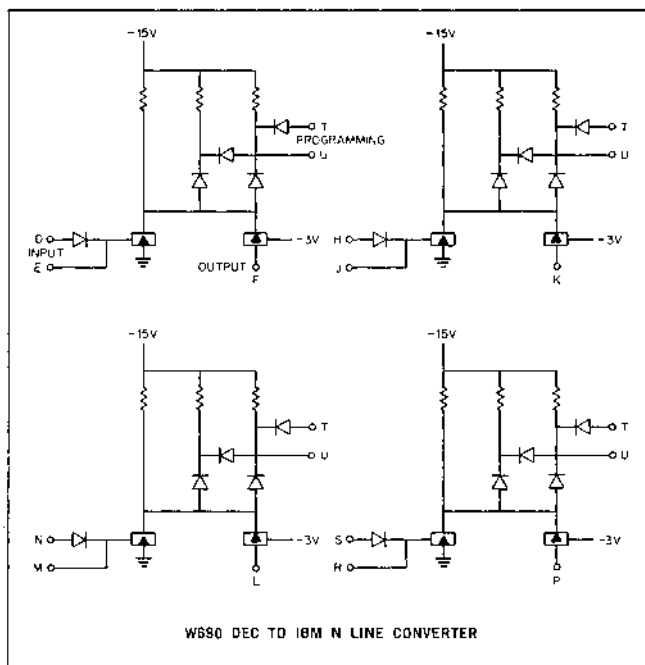 -15V
-15V
T
PROGRAMMING
U
T
U
D
INPUT
E
-3V
OUTPUT
F
H
J
-3V
K
-15V
-15V
T
U
T
U
N
M
-3V
L
S
R
-3V
P
W690 DEC TO IBM N LINE CONVERTER